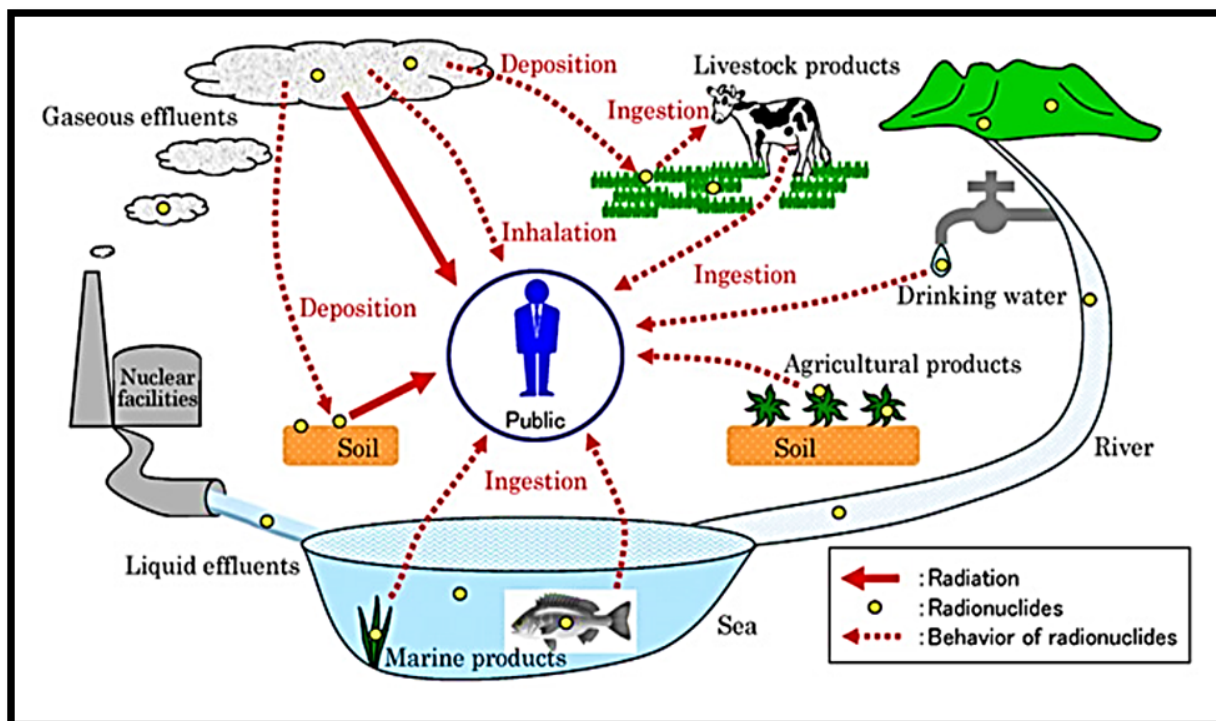 Deposition
Livestock products
Gaseous effluents
Ingestion
Inhalation
Ingestion
Drinking water
Deposition
Agricultural products
Nuclear
facilities
Public
Soil
Soil
River
Ingestion
Liquid effluents
Sea
Marine products
:Radiation
:Radionuclides
:Behavior of radionuclides